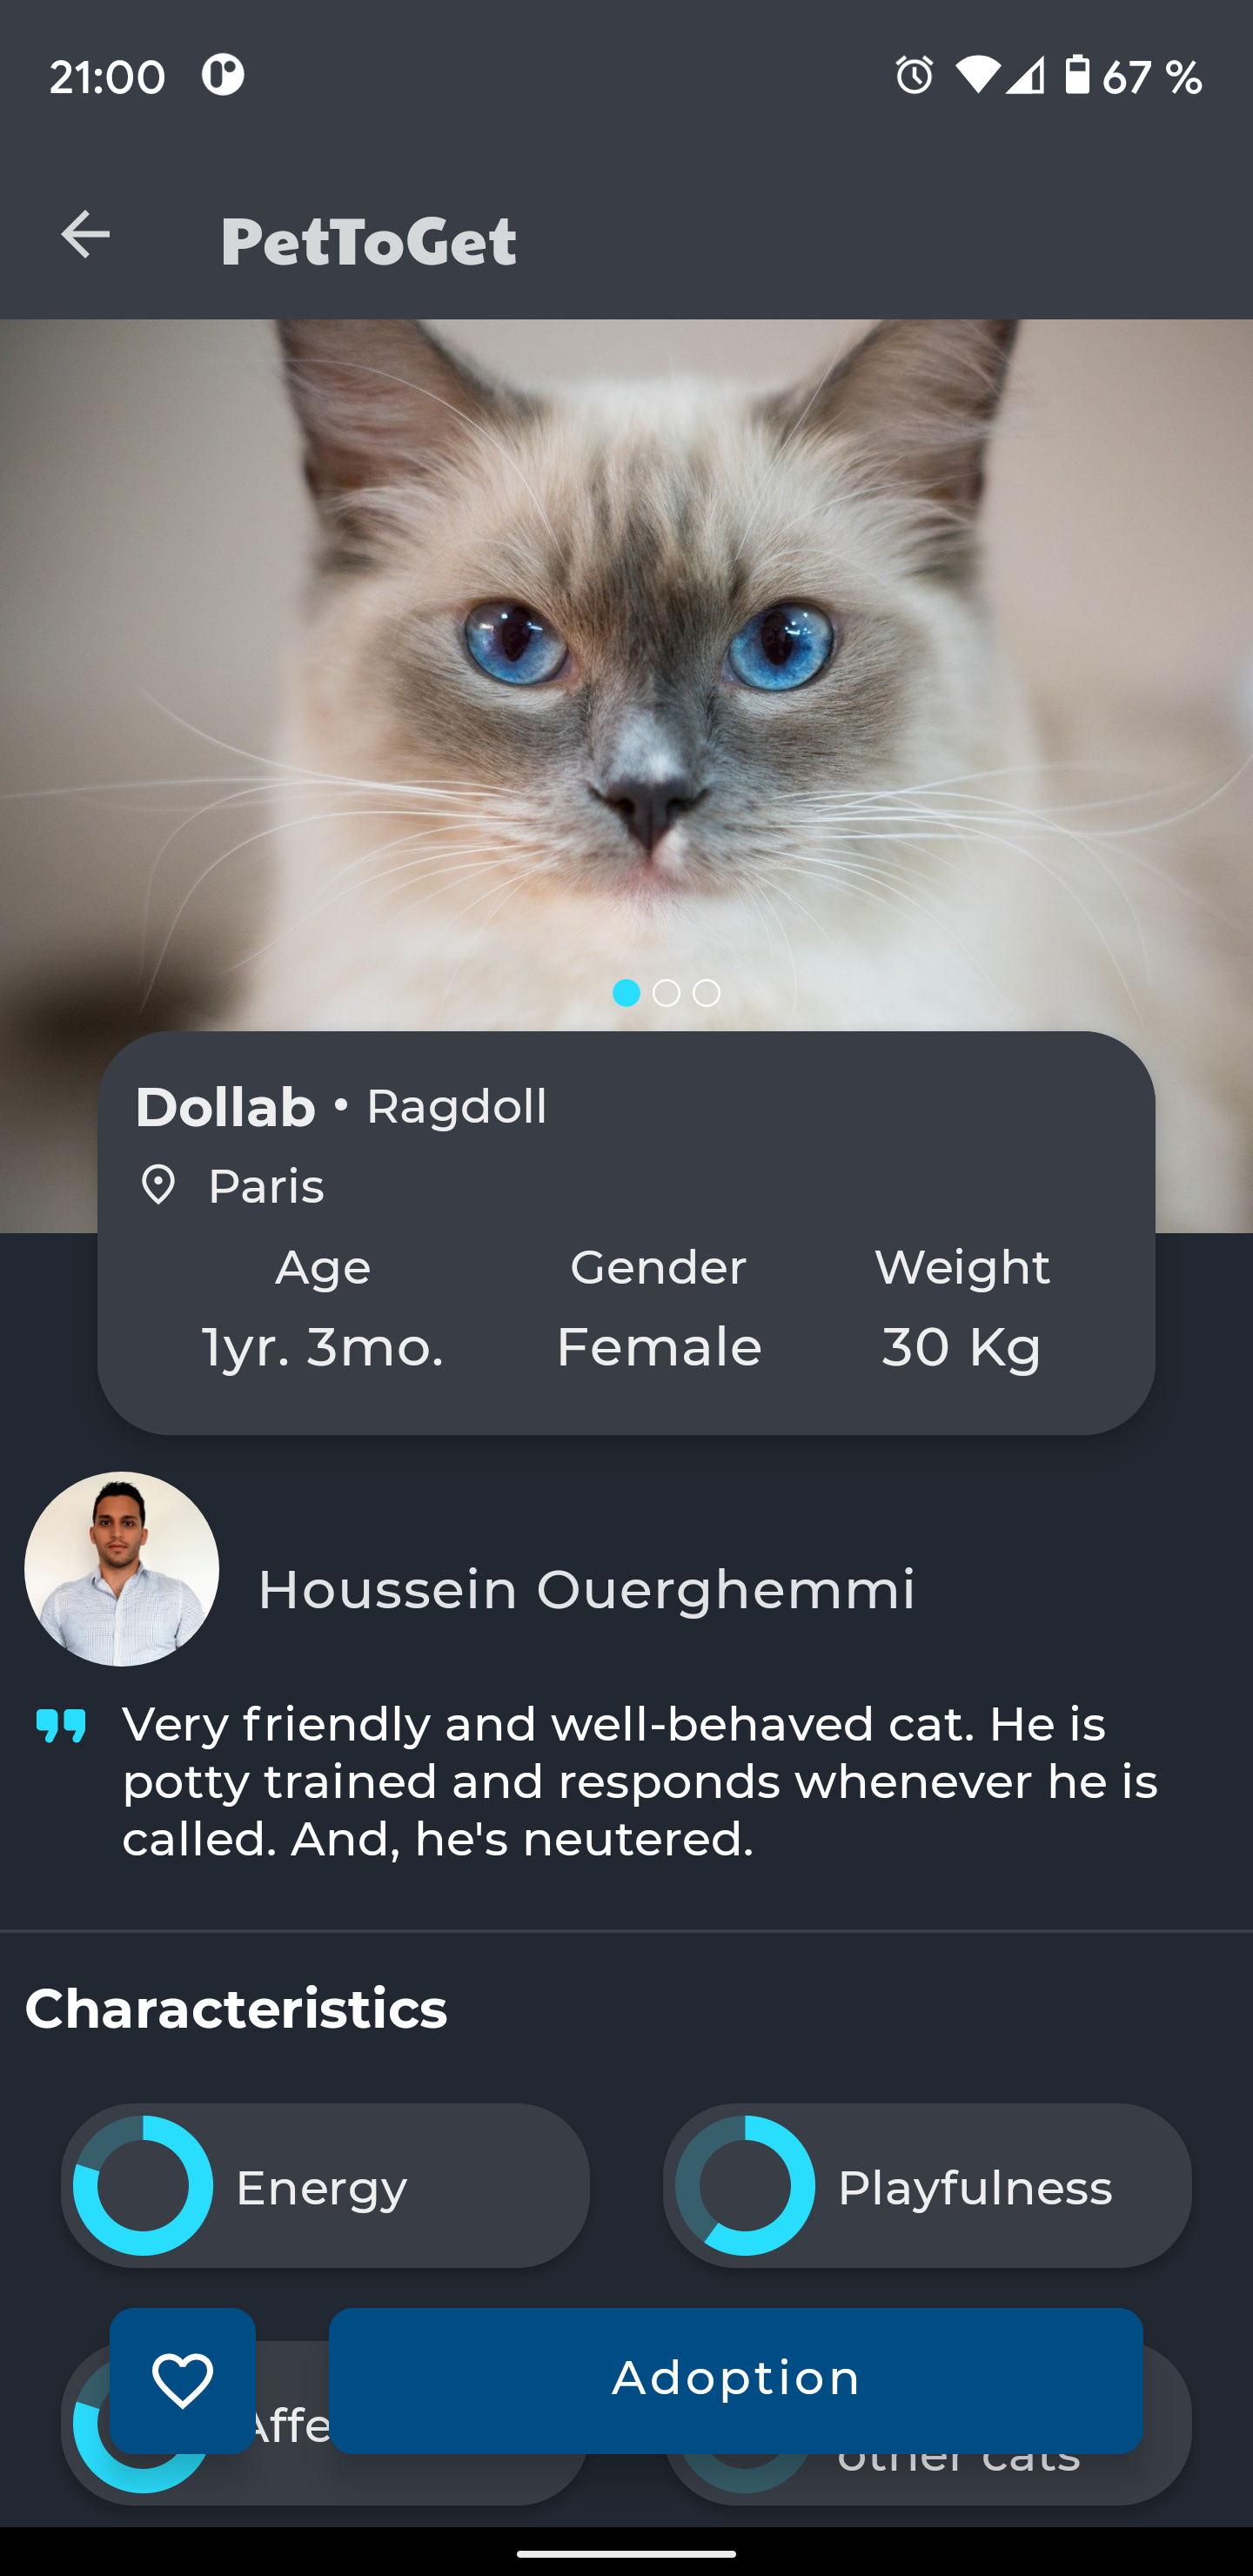 21:00 67 %
PetToGet
Dollab • Ragdoll
Paris
Age Gender Weight
1yr. 3mo. Female 30 Kg
Houssein Ouerghemmi
Very friendly and well-behaved cat. He is
potty trained and responds whenever he is
called. And, he's neutered.
Characteristics
Energy Playfulness
Adoption
Affe
other cats